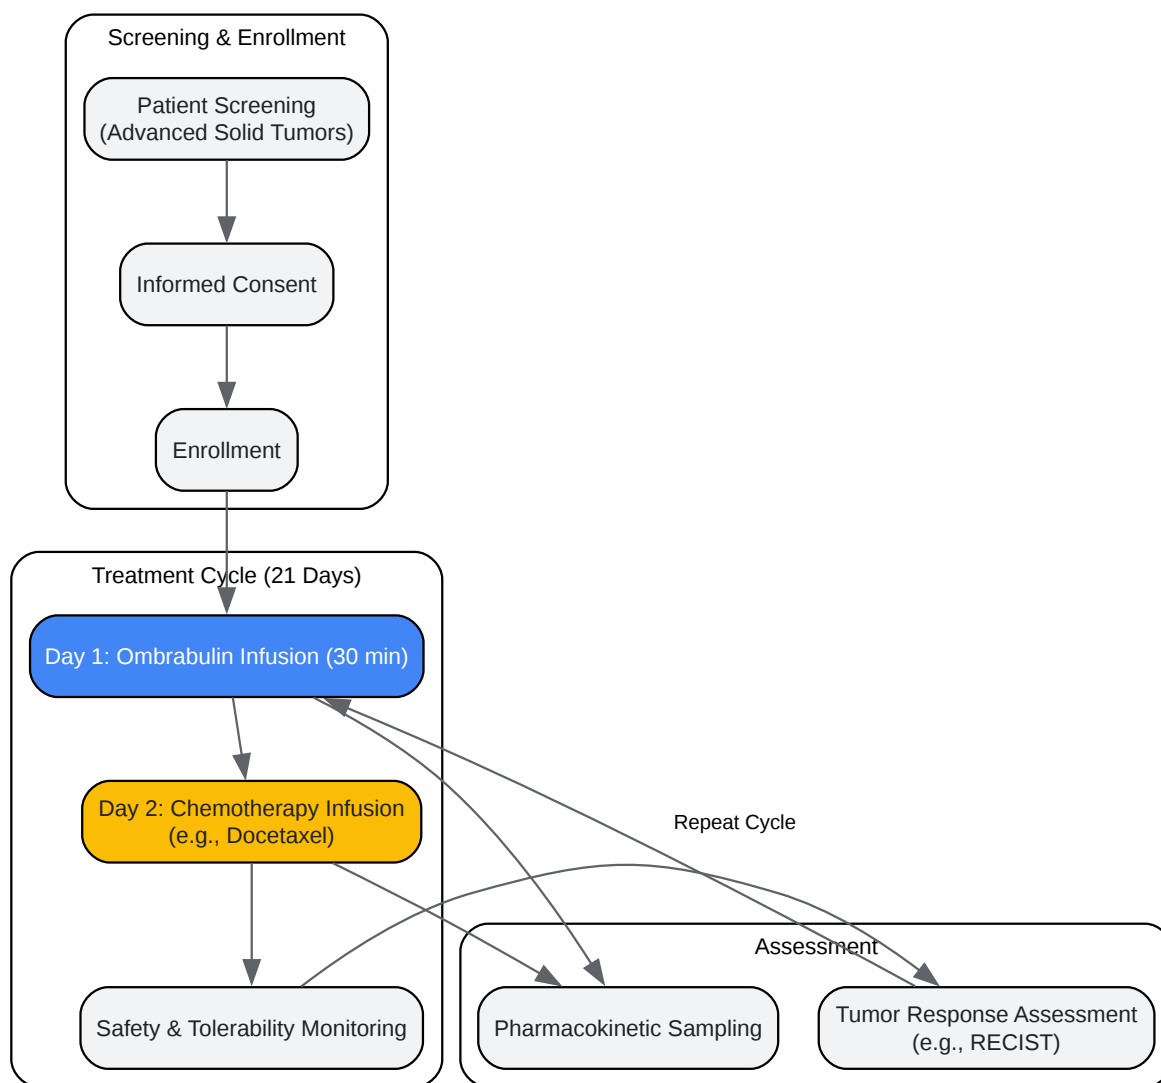 Screening & Enrollment
Patient Screening
(Advanced Solid Tumors)
Informed Consent
Enrollment
Treatment Cycle (21 Days)
Day 1: Ombrabulin Infusion (30 min)
Day 2: Chemotherapy Infusion
(e.g., Docetaxel)
Repeat Cycle
Safety & Tolerability Monitoring
Assessment
Pharmacokinetic Sampling
Tumor Response Assessment
(e.g., RECIST)